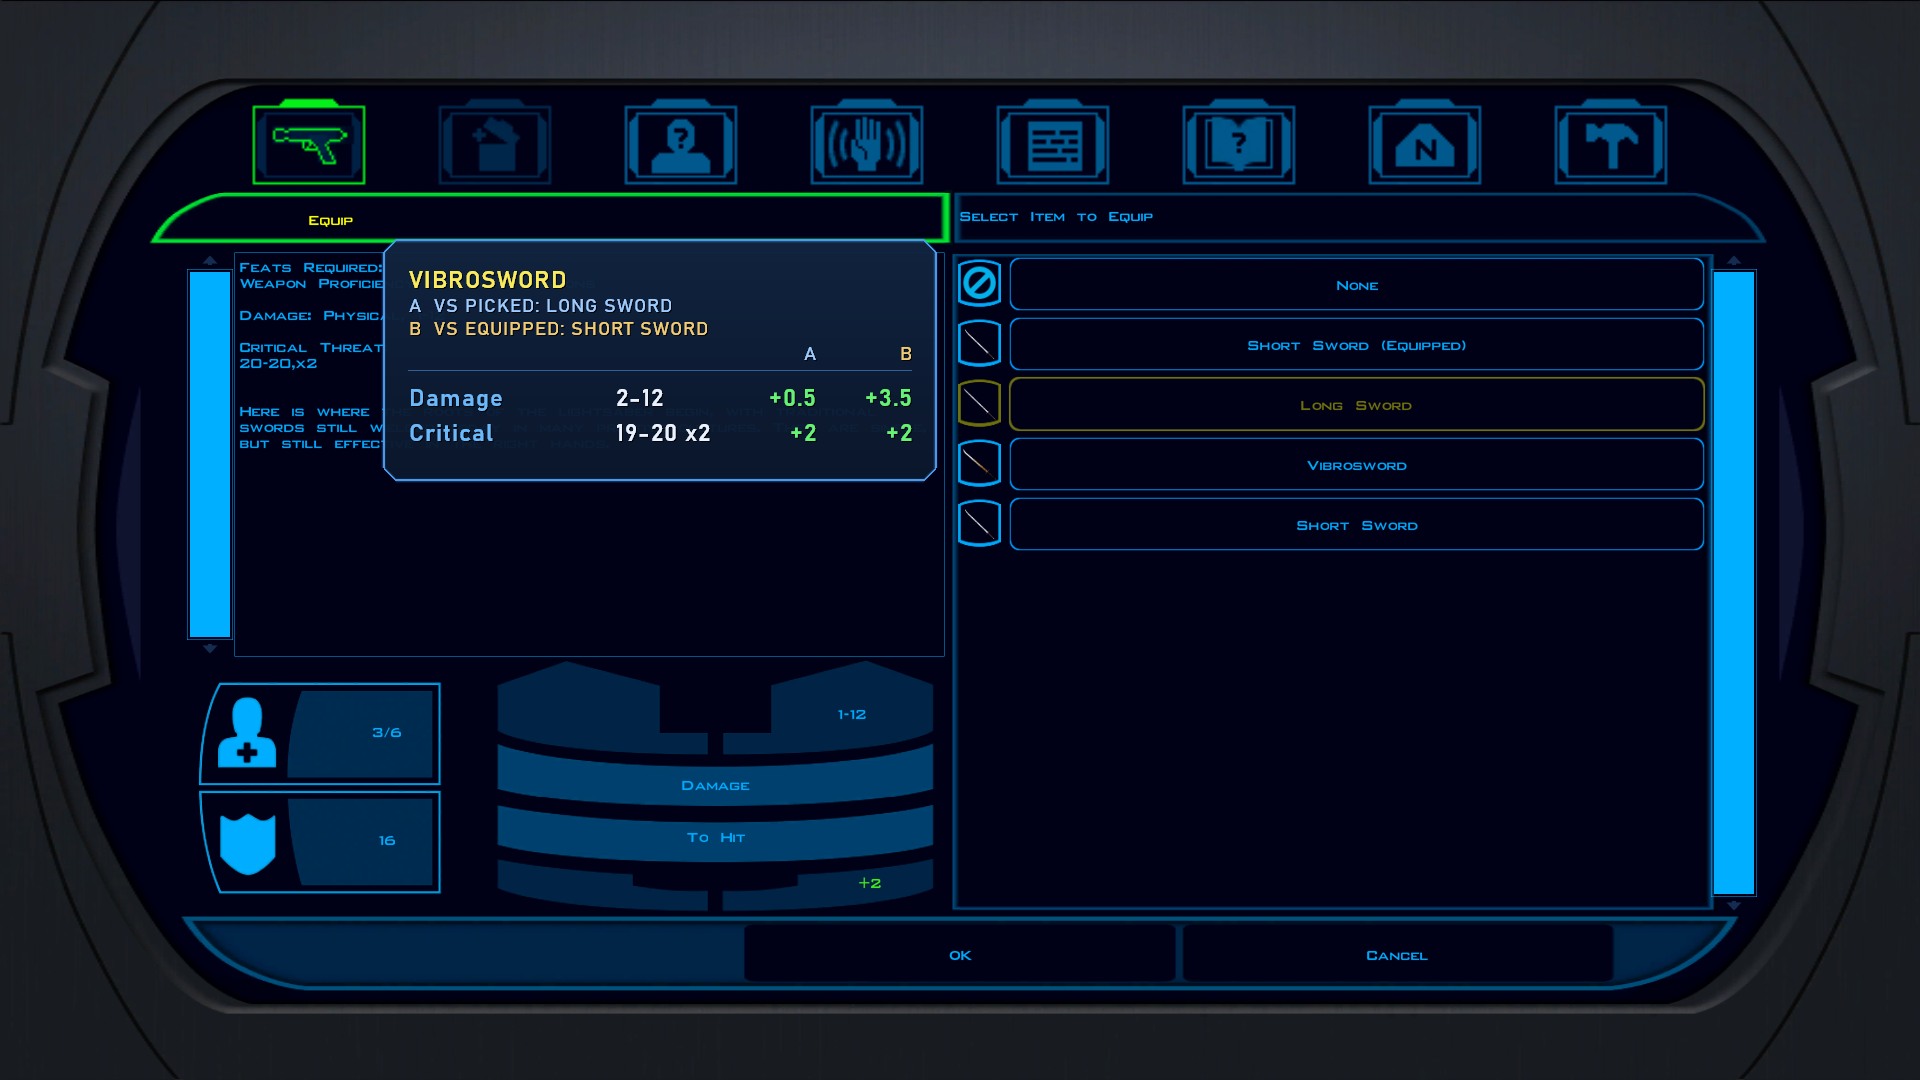 Equip
Select Item to Equip
Feats Required:
Weapon
Damage:
Critical Threat
20-20,x2
Here is where
swords still
but still
VIBROSWORD
A VS PICKED: LONG SWORD
B VS EQUIPPED: SHORT SWORD
A B
Damage 2-12 +0.5 +3.5
Critical 19-20 x2 +2 +2
None
Short Sword (Equipped)
Long Sword
Vibrosword
Short Sword
3/6
16
1-12
Damage
To Hit
+2
OK
Cancel